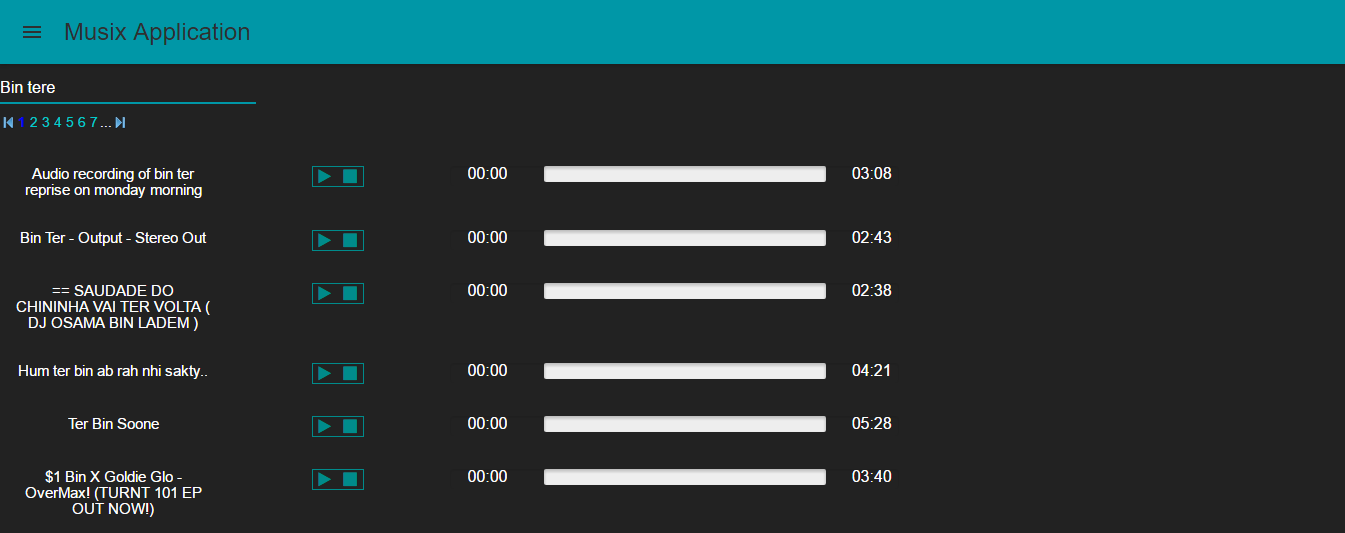 Musix Application
Bin tere
1 2 3 4 5 6 7 ...
Audio recording of bin ter
reprise on monday morning
00:00
03:08
Bin Ter - Output - Stereo Out
00:00
02:43
== SAUDADE DO
CHININHA VAI TER VOLTA (
DJ OSAMA BIN LADEM )
00:00
02:38
Hum ter bin ab rah nhi sakty..
00:00
04:21
Ter Bin Soone
00:00
05:28
$1 Bin X Goldie Glo -
OverMax! (TURNT 101 EP
OUT NOW!)
00:00
03:40